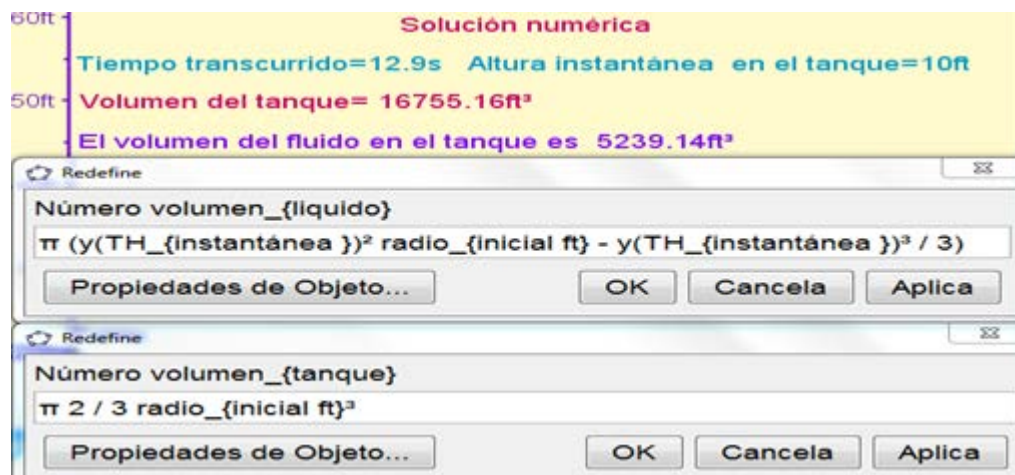 60ft
Solución numérica
Tiempo transcurrido=12.9s Altura instantánea en el tanque=10ft
50ft Volumen del tanque= 16755.16ft³
El volumen del fluido en el tanque es 5239.14ft³
Redefine
Número volumen_{liquido}
π (y(TH_{instantánea })² radio_{inicial ft} - y(TH_{instantánea })³ / 3)
Propiedades de Objeto... OK Cancela Aplica
Redefine
Número volumen_{tanque}
π 2 / 3 radio_{inicial ft}³
Propiedades de Objeto... OK Cancela Aplica